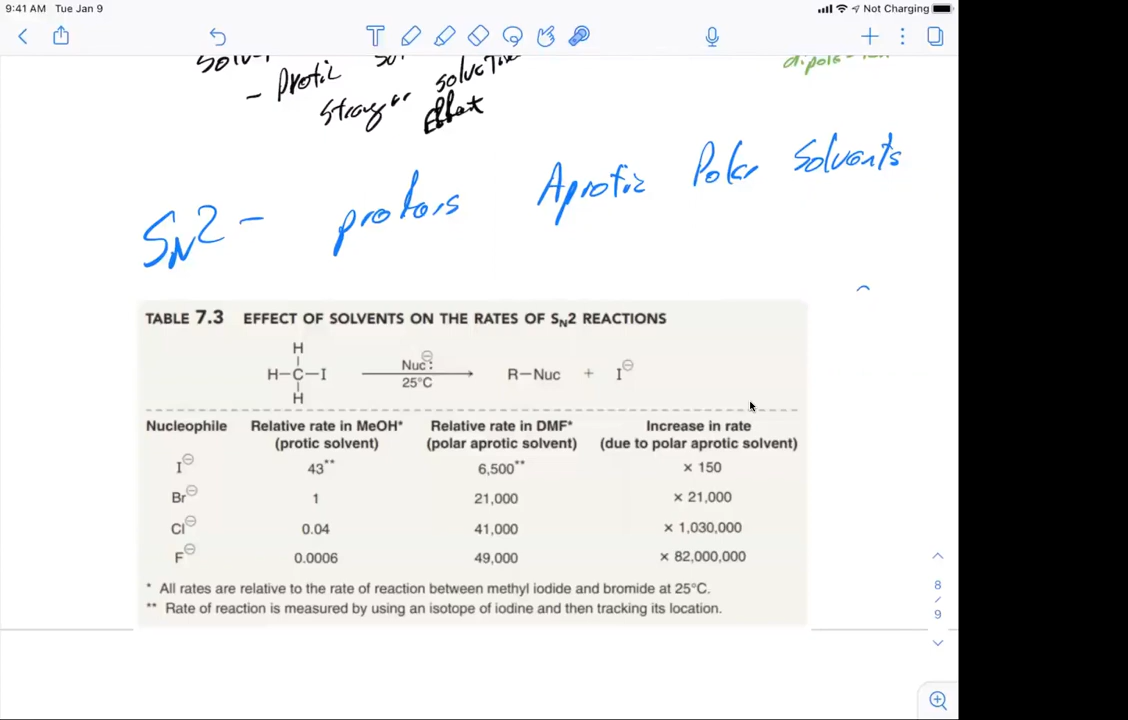 9:41 AM Tue Jan 9
Not Charging
- Protic
solvating
stronger
Effect
SN2 - prefers Aprotic Polar Solvents
TABLE 7.3 EFFECT OF SOLVENTS ON THE RATES OF SN2 REACTIONS
H
H–C–I
H
Nuc:⊖
25°C
R–Nuc + I⊖
Nucleophile Relative rate in MeOH* Relative rate in DMF* Increase in rate
(protic solvent) (polar aprotic solvent) (due to polar aprotic solvent)
I⊖ 43** 6,500** × 150
Br⊖ 1 21,000 × 21,000
Cl⊖ 0.04 41,000 × 1,030,000
F⊖ 0.0006 49,000 × 82,000,000
* All rates are relative to the rate of reaction between methyl iodide and bromide at 25°C.
** Rate of reaction is measured by using an isotope of iodine and then tracking its location.
8
/
9